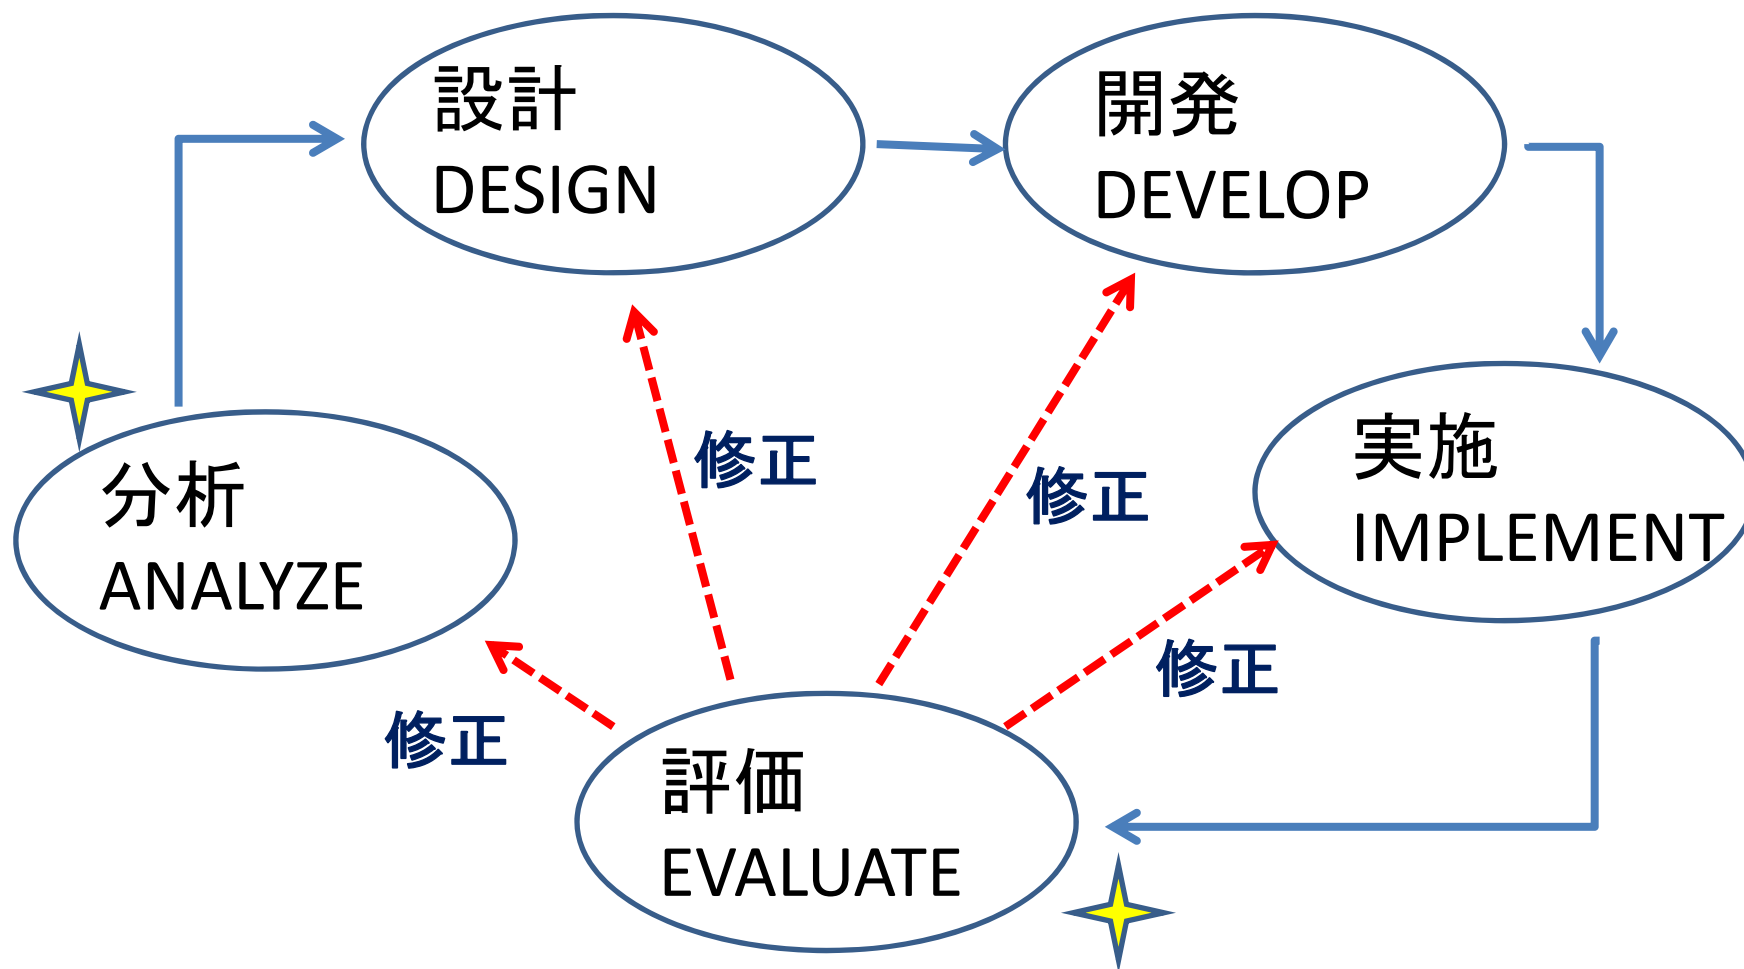 設計
DESIGN
開発
DEVELOP
分析
ANALYZE
修正
修正
実施
IMPLEMENT
修正
修正
評価
EVALUATE